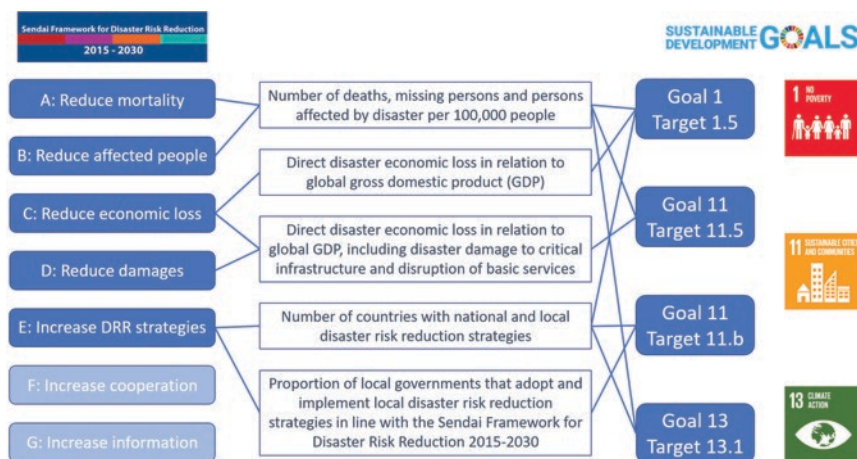 Sendai Framework for Disaster Risk Reduction
2015 - 2030
SUSTAINABLE
DEVELOPMENT GOALS
A: Reduce mortality
B: Reduce affected people
C: Reduce economic loss
D: Reduce damages
E: Increase DRR strategies
F: Increase cooperation
G: Increase information
Number of deaths, missing persons and persons
affected by disaster per 100,000 people
Direct disaster economic loss in relation to
global gross domestic product (GDP)
Direct disaster economic loss in relation to
global GDP, including disaster damage to critical
infrastructure and disruption of basic services
Number of countries with national and local
disaster risk reduction strategies
Proportion of local governments that adopt and
implement local disaster risk reduction
strategies in line with the Sendai Framework for
Disaster Risk Reduction 2015-2030
Goal 1
Target 1.5
Goal 11
Target 11.5
Goal 11
Target 11.b
Goal 13
Target 13.1
1 NO
POVERTY
11 SUSTAINABLE CITIES
AND COMMUNITIES
13 CLIMATE
ACTION